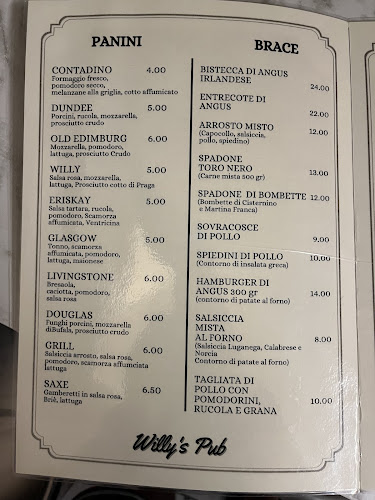 PANINI
CONTADINO 4.00
Formaggio fresco,
pomodoro secco,
melanzane alla griglia, cotto affumicato
DUNDEE 5.00
Porcini, rucola, mozzarella,
prosciutto crudo
OLD EDIMBURG 6.00
Mozzarella, pomodoro,
lattuga, prosciutto Crudo
WILLY 5.00
Salsa rosa, mozzarella,
lattuga, Prosciutto cotto di Praga
ERISKAY 5.00
Salsa tartara, rucola,
pomodoro, Scamorza
affumicata, Ventricina
GLASGOW 5.00
Tonno, scamorza
affumicata, pomodoro,
lattuga, maionese
LIVINGSTONE 6.00
Bresaola,
caciotta, pomodoro,
salsa rosa
DOUGLAS 6.00
Funghi porcini, mozzarella
diBufala, prosciutto crudo
GRILL 6.00
Salsiccia arrosto, salsa rosa,
pomodoro, scamorza affumciata
lattuga
SAXE 6.50
Gamberetti in salsa rosa,
Briè, lattuga
BRACE
BISTECCA DI ANGUS
IRLANDESE 24.00
ENTRECOTE DI
ANGUS 22.00
ARROSTO MISTO 12.00
(Capocollo, salsiccia,
pollo, spiedino)
SPADONE
TORO NERO 13.00
(Carne mista 500 gr)
SPADONE DI BOMBETTE 12.00
(Bombette di Cisternino
e Martina Franca)
SOVRACOSCE
DI POLLO 9.00
SPIEDINI DI POLLO 10.00
(Contorno di insalata greca)
HAMBURGER DI
ANGUS 300 gr 14.00
(contorno di patate al forno)
SALSICCIA
MISTA
AL FORNO 8.00
(Salsiccia Luganega, Calabrese e
Norcia
Contorno di patate al forno)
TAGLIATA DI
POLLO CON
POMODORINI,
RUCOLA E GRANA 10.00
Willy's Pub